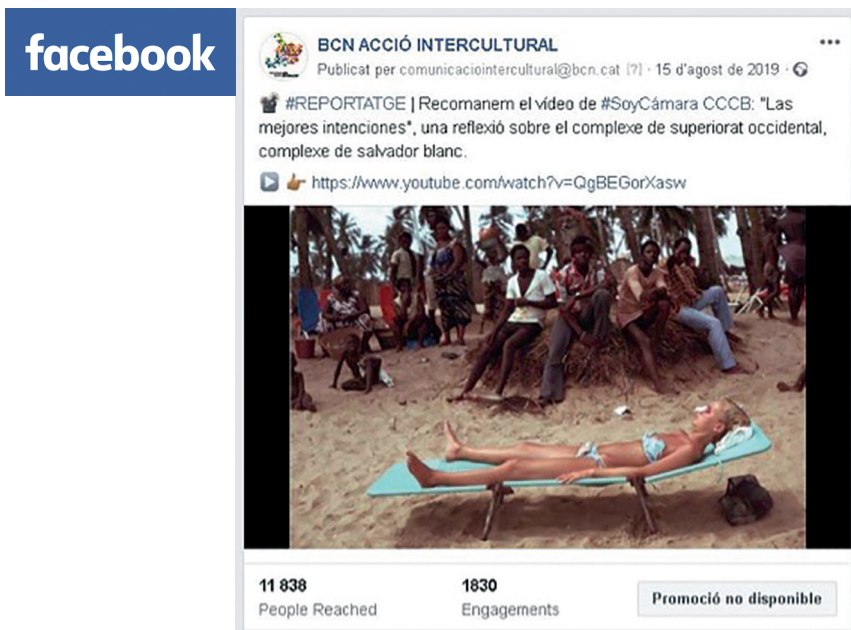 facebook
BCN ACCIÓ INTERCULTURAL
Publicat per comunicaciointercultural@bcn.cat [?] · 15 d'agost de 2019 ·
#REPORTATGE | Recomanem el vídeo de #SoyCámara CCCB: "Las
mejores intenciones", una reflexió sobre el complexe de superiorat occidental,
complexe de salvador blanc.
https://www.youtube.com/watch?v=QgBEGorXasw
11 838
People Reached
1830
Engagements
Promoció no disponible